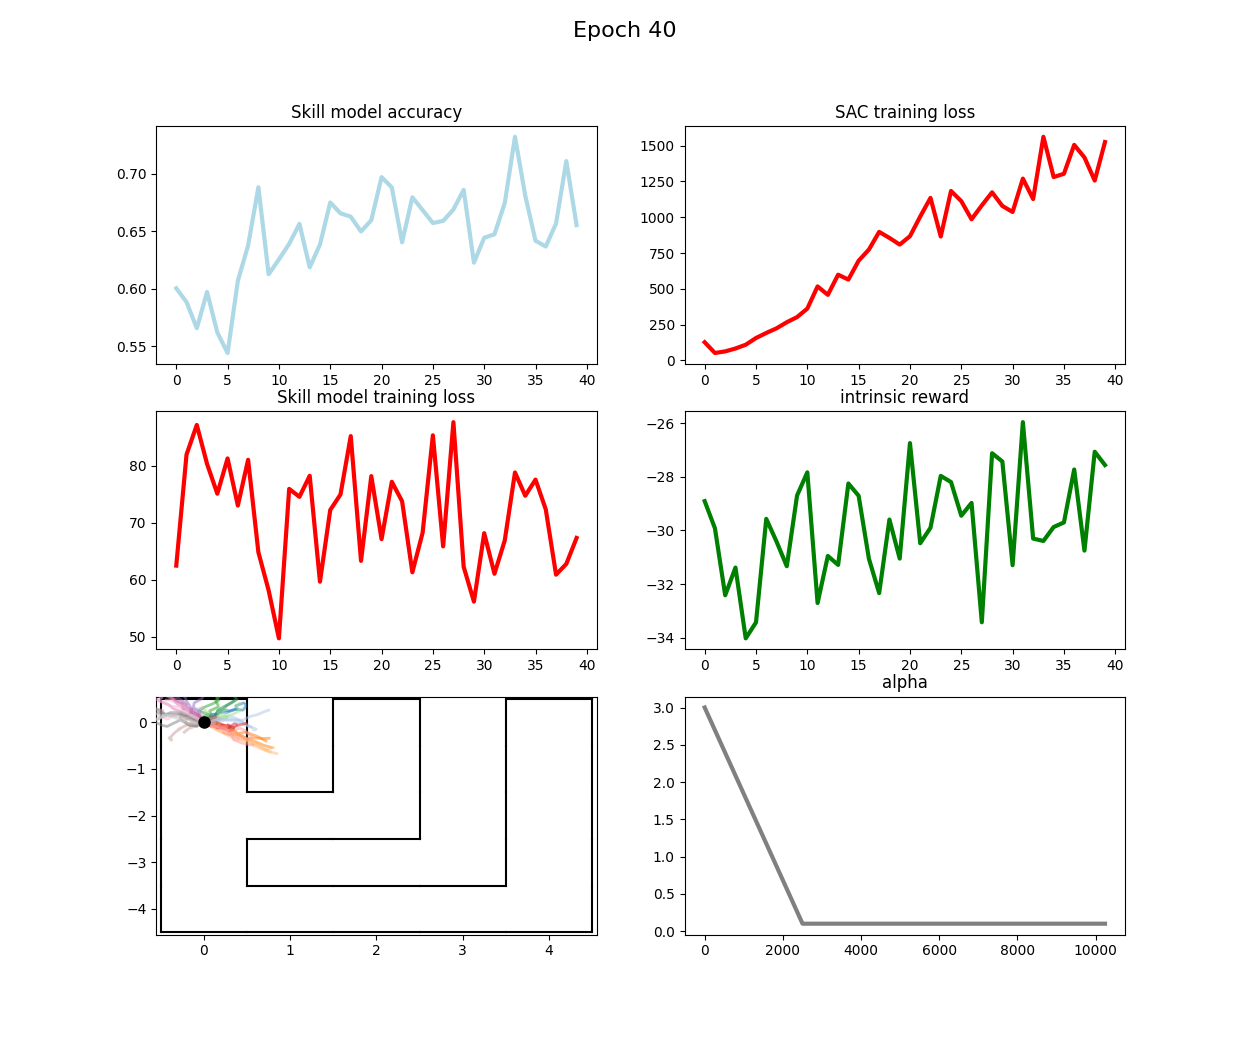 Epoch 40
Skill model accuracy
0.70
0.65
0.60
0.55
0 5 10 15 20 25 30 35 40
SAC training loss
1500
1250
1000
750
500
250
0
0 5 10 15 20 25 30 35 40
Skill model training loss
80
70
60
50
0 5 10 15 20 25 30 35 40
intrinsic reward
−26
−28
−30
−32
−34
0 5 10 15 20 25 30 35 40
0
−1
−2
−3
−4
0 1 2 3 4
alpha
3.0
2.5
2.0
1.5
1.0
0.5
0.0
0 2000 4000 6000 8000 10000